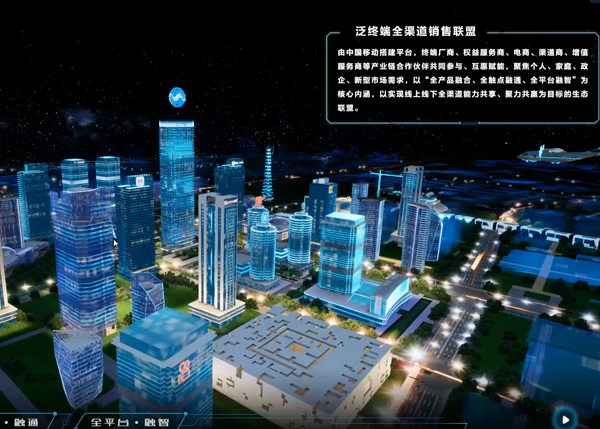 泛终端全渠道销售联盟
由中国移动搭建平台，终端厂商、权益服务商、电商、渠道商、增值
服务商等产业链合作伙伴共同参与、互惠赋能，聚焦个人、家庭、政
企、新型市场需求，以“全产品融合、全触点融通、全平台融智”为
核心内涵，以实现线上线下全渠道能力共享、聚力共赢为目标的生态
联盟。
·融通
全平台·融智